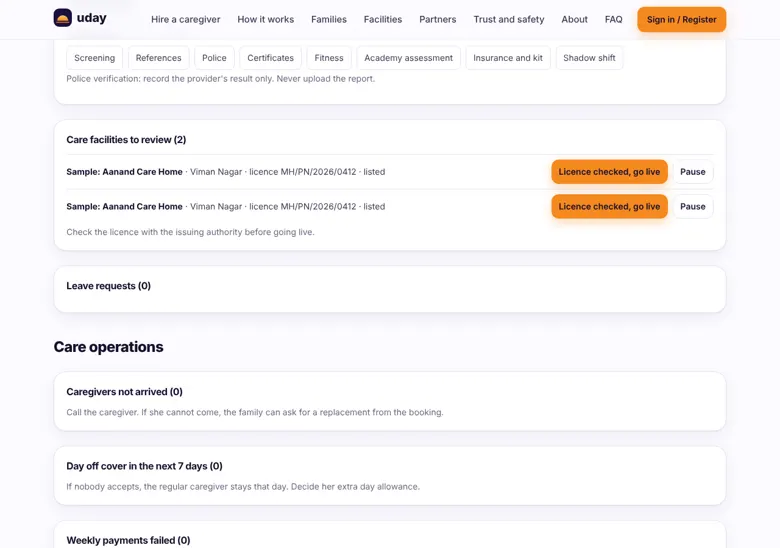 uday
Hire a caregiver
How it works
Families
Facilities
Partners
Trust and safety
About
FAQ
Sign in / Register
Screening
References
Police
Certificates
Fitness
Academy assessment
Insurance and kit
Shadow shift
Police verification: record the provider's result only. Never upload the report.
Care facilities to review (2)
Sample: Aanand Care Home · Viman Nagar · licence MH/PN/2026/0412 · listed
Licence checked, go live
Pause
Sample: Aanand Care Home · Viman Nagar · licence MH/PN/2026/0412 · listed
Licence checked, go live
Pause
Check the licence with the issuing authority before going live.
Leave requests (0)
Care operations
Caregivers not arrived (0)
Call the caregiver. If she cannot come, the family can ask for a replacement from the booking.
Day off cover in the next 7 days (0)
If nobody accepts, the regular caregiver stays that day. Decide her extra day allowance.
Weekly payments failed (0)